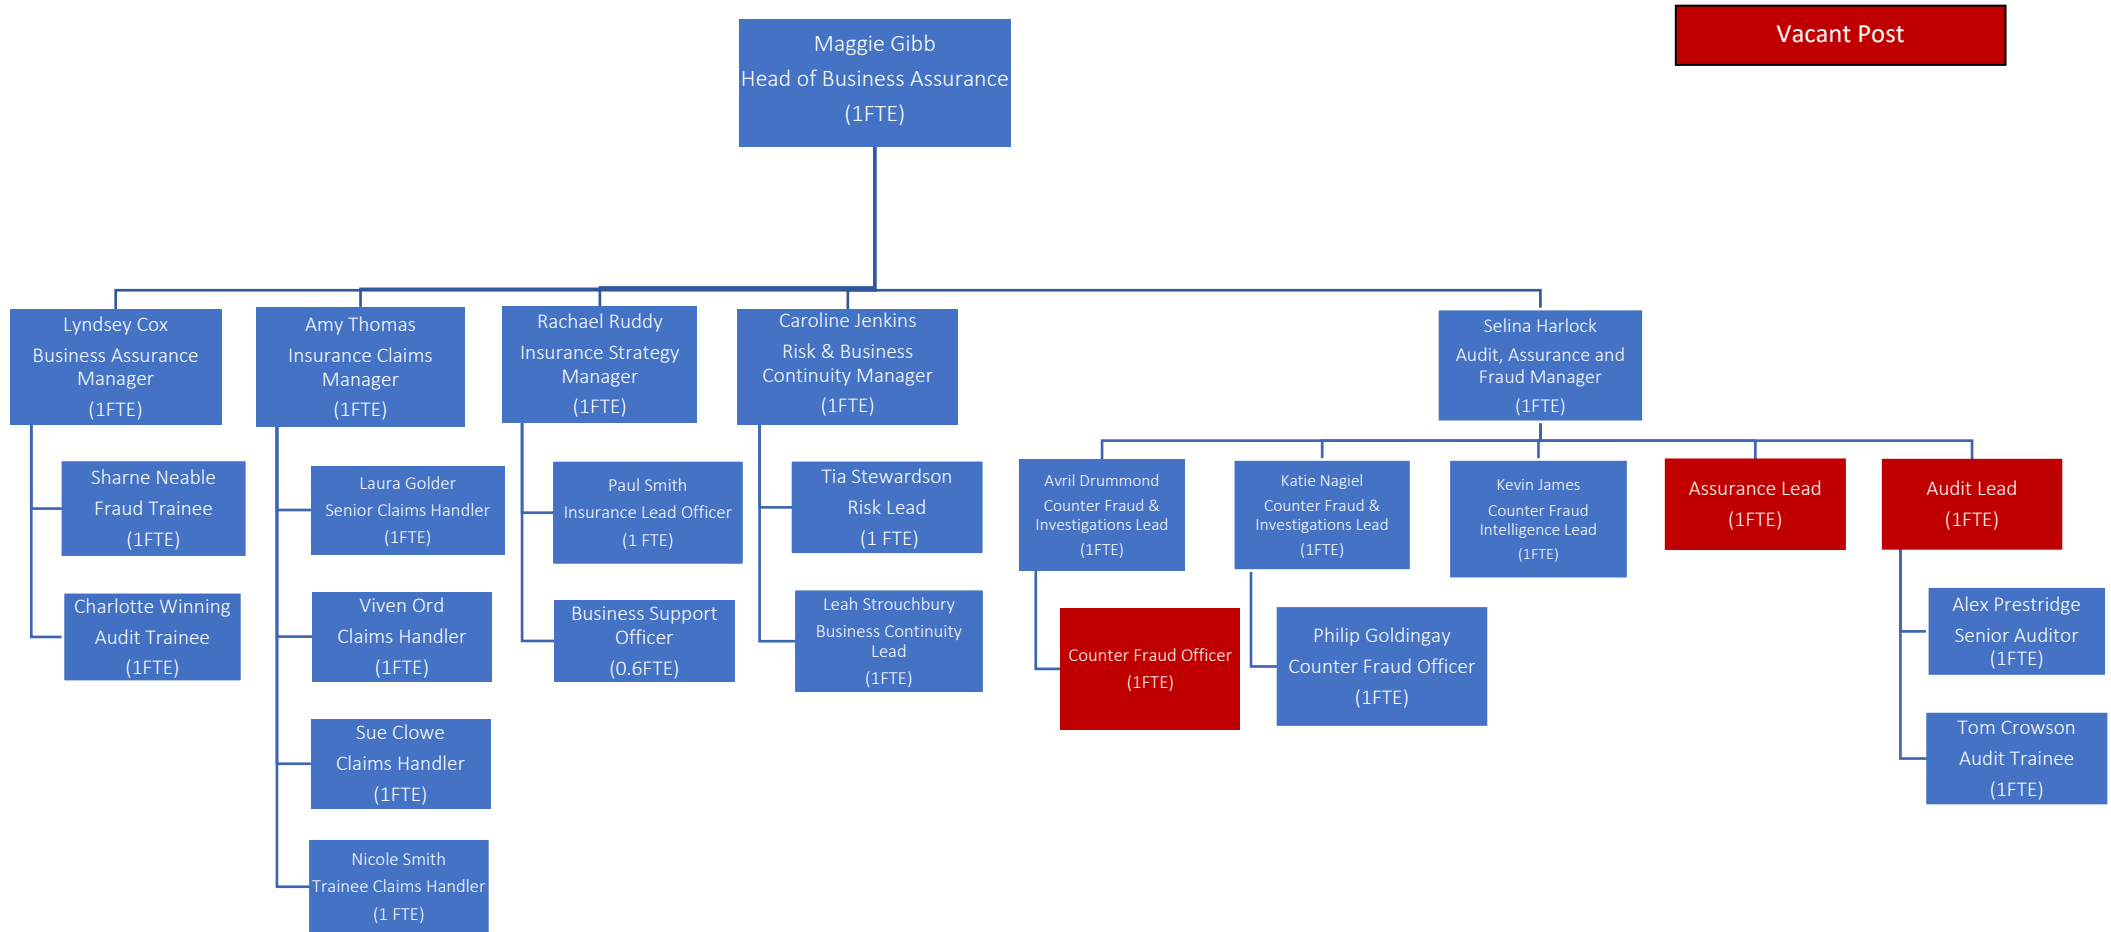 Vacant Post
Maggie Gibb
Head of Business Assurance
(1FTE)
Lyndsey Cox
Business Assurance
Manager
(1FTE)
Amy Thomas
Insurance Claims
Manager
(1FTE)
Rachael Ruddy
Insurance Strategy
Manager
(1FTE)
Caroline Jenkins
Risk & Business
Continuity Manager
(1FTE)
Selina Harlock
Audit, Assurance and
Fraud Manager
(1FTE)
Sharne Neable
Fraud Trainee
(1FTE)
Charlotte Winning
Audit Trainee
(1FTE)
Laura Golder
Senior Claims Handler
(1FTE)
Viven Ord
Claims Handler
(1FTE)
Sue Clowe
Claims Handler
(1FTE)
Nicole Smith
Trainee Claims Handler
(1 FTE)
Paul Smith
Insurance Lead Officer
(1 FTE)
Business Support
Officer
(0.6FTE)
Tia Stewardson
Risk Lead
(1 FTE)
Leah Strouchbury
Business Continuity
Lead
(1FTE)
Avril Drummond
Counter Fraud &
Investigations Lead
(1FTE)
Counter Fraud Officer
(1FTE)
Katie Nagiel
Counter Fraud &
Investigations Lead
(1FTE)
Philip Goldingay
Counter Fraud Officer
(1FTE)
Kevin James
Counter Fraud
Intelligence Lead
(1FTE)
Assurance Lead
(1FTE)
Audit Lead
(1FTE)
Alex Prestridge
Senior Auditor
(1FTE)
Tom Crowson
Audit Trainee
(1FTE)